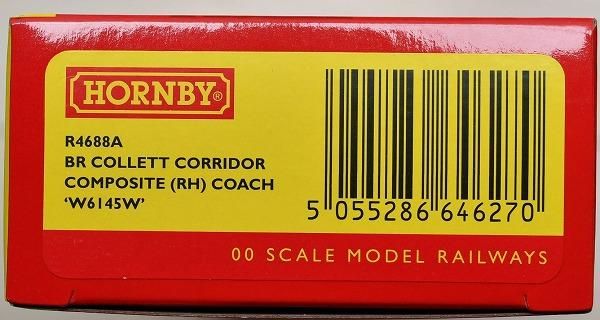 HORNBY®
R4688A
BR COLLETT CORRIDOR
COMPOSITE (RH) COACH
‘W6145W’
5 055286 646270
00 SCALE MODEL RAILWAYS